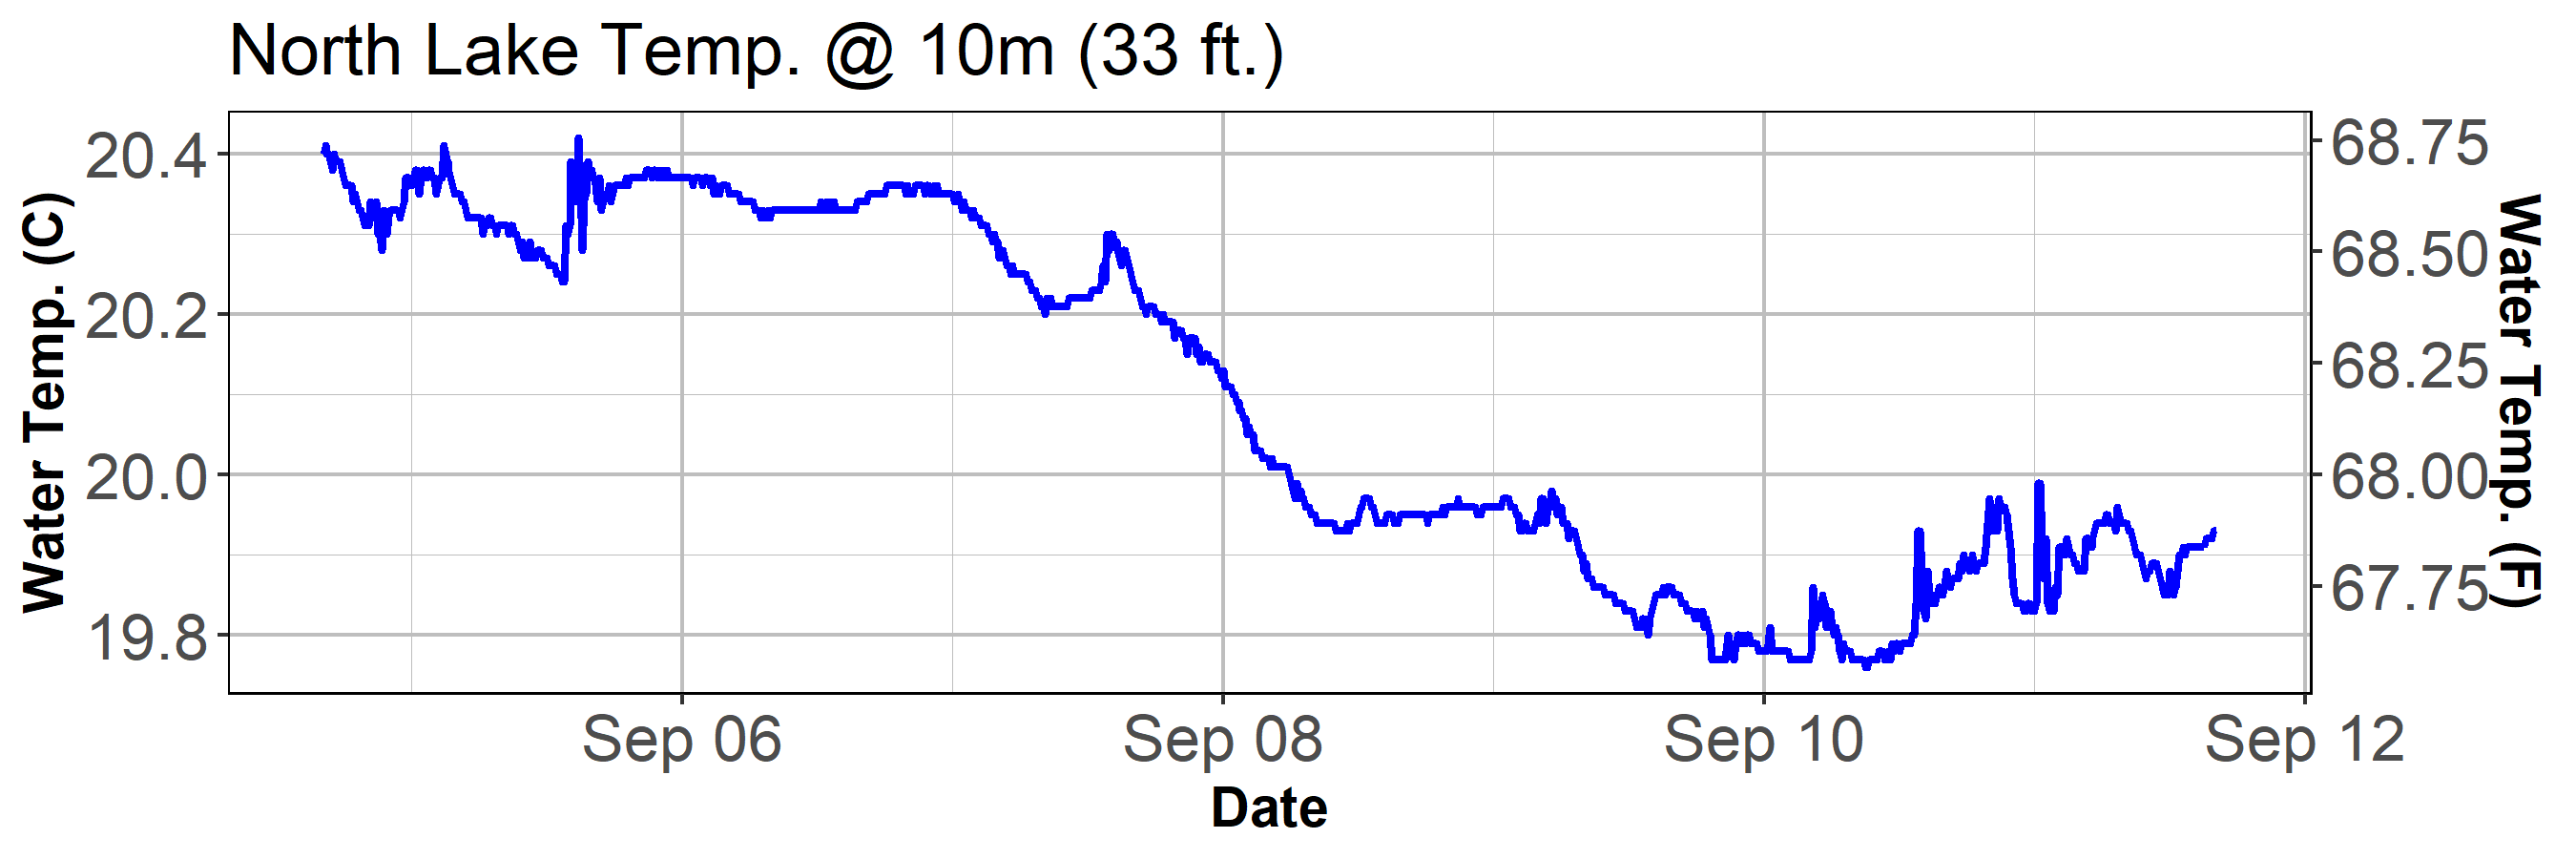 North Lake Temp. @ 10m (33 ft.)
Water Temp. (C)
20.4
20.2
20.0
19.8
68.75
68.50
68.25
68.00
67.75
Water Temp. (F)
Sep 06
Sep 08
Sep 10
Sep 12
Date